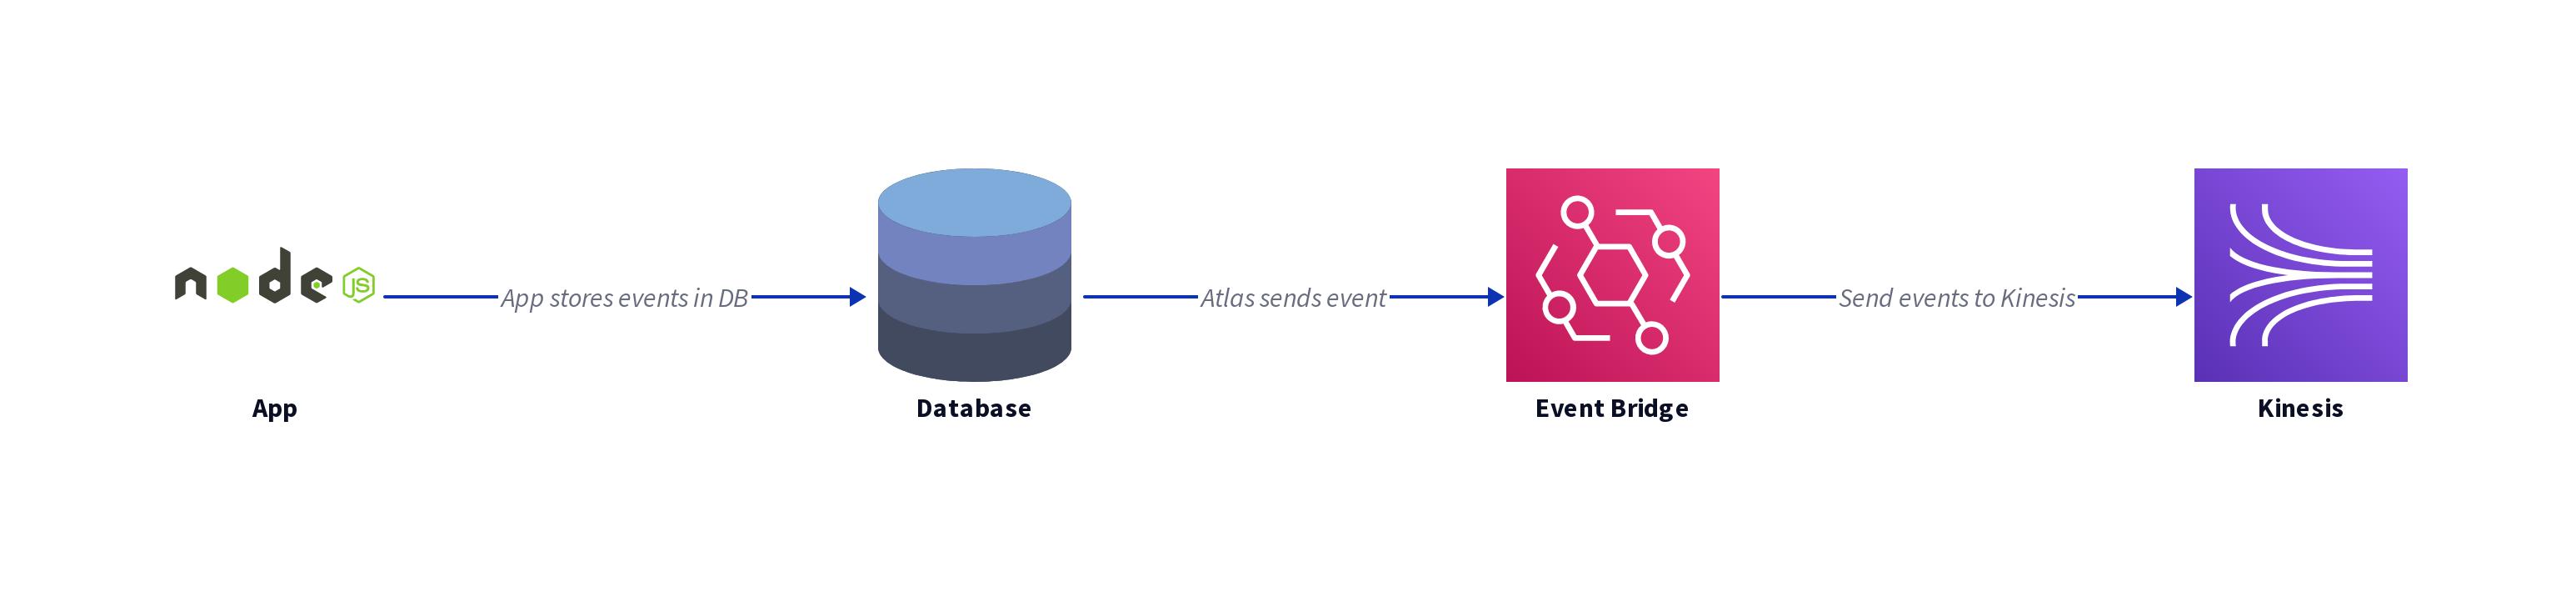 node JS
App stores events in DB
Atlas sends event
Send events to Kinesis
App
Database
Event Bridge
Kinesis